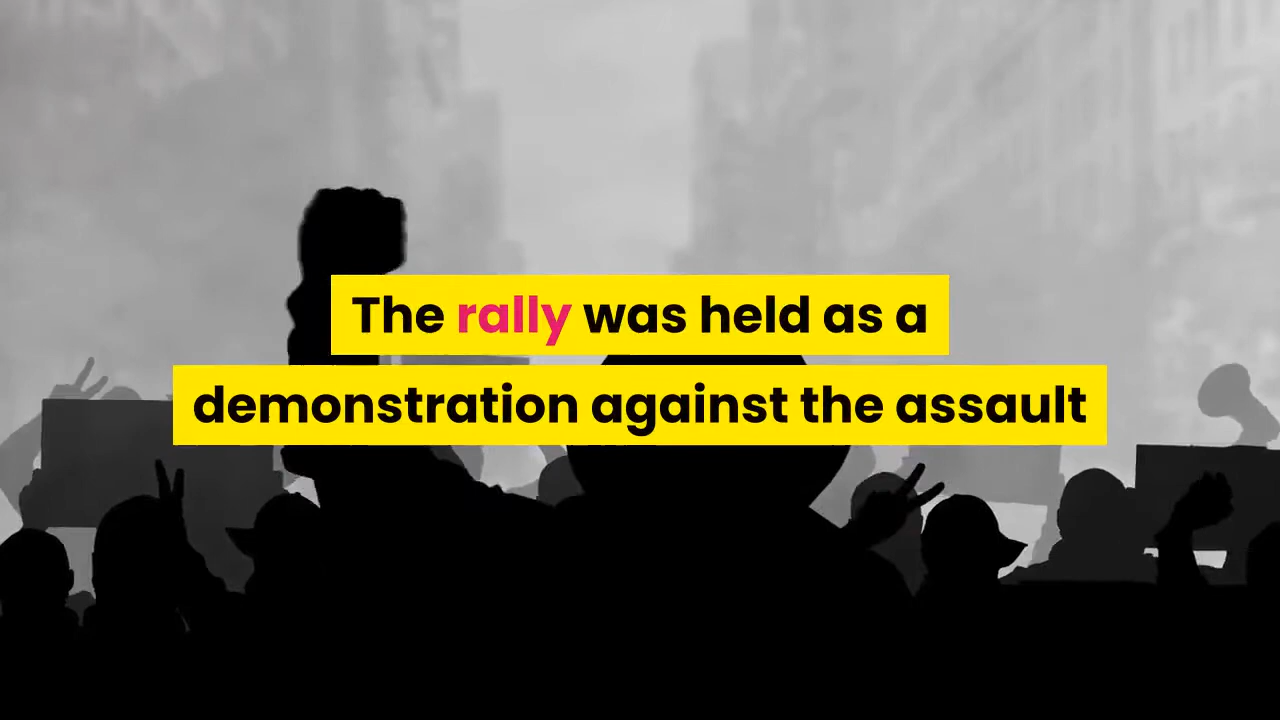 The rally was held as a
demonstration against the assault